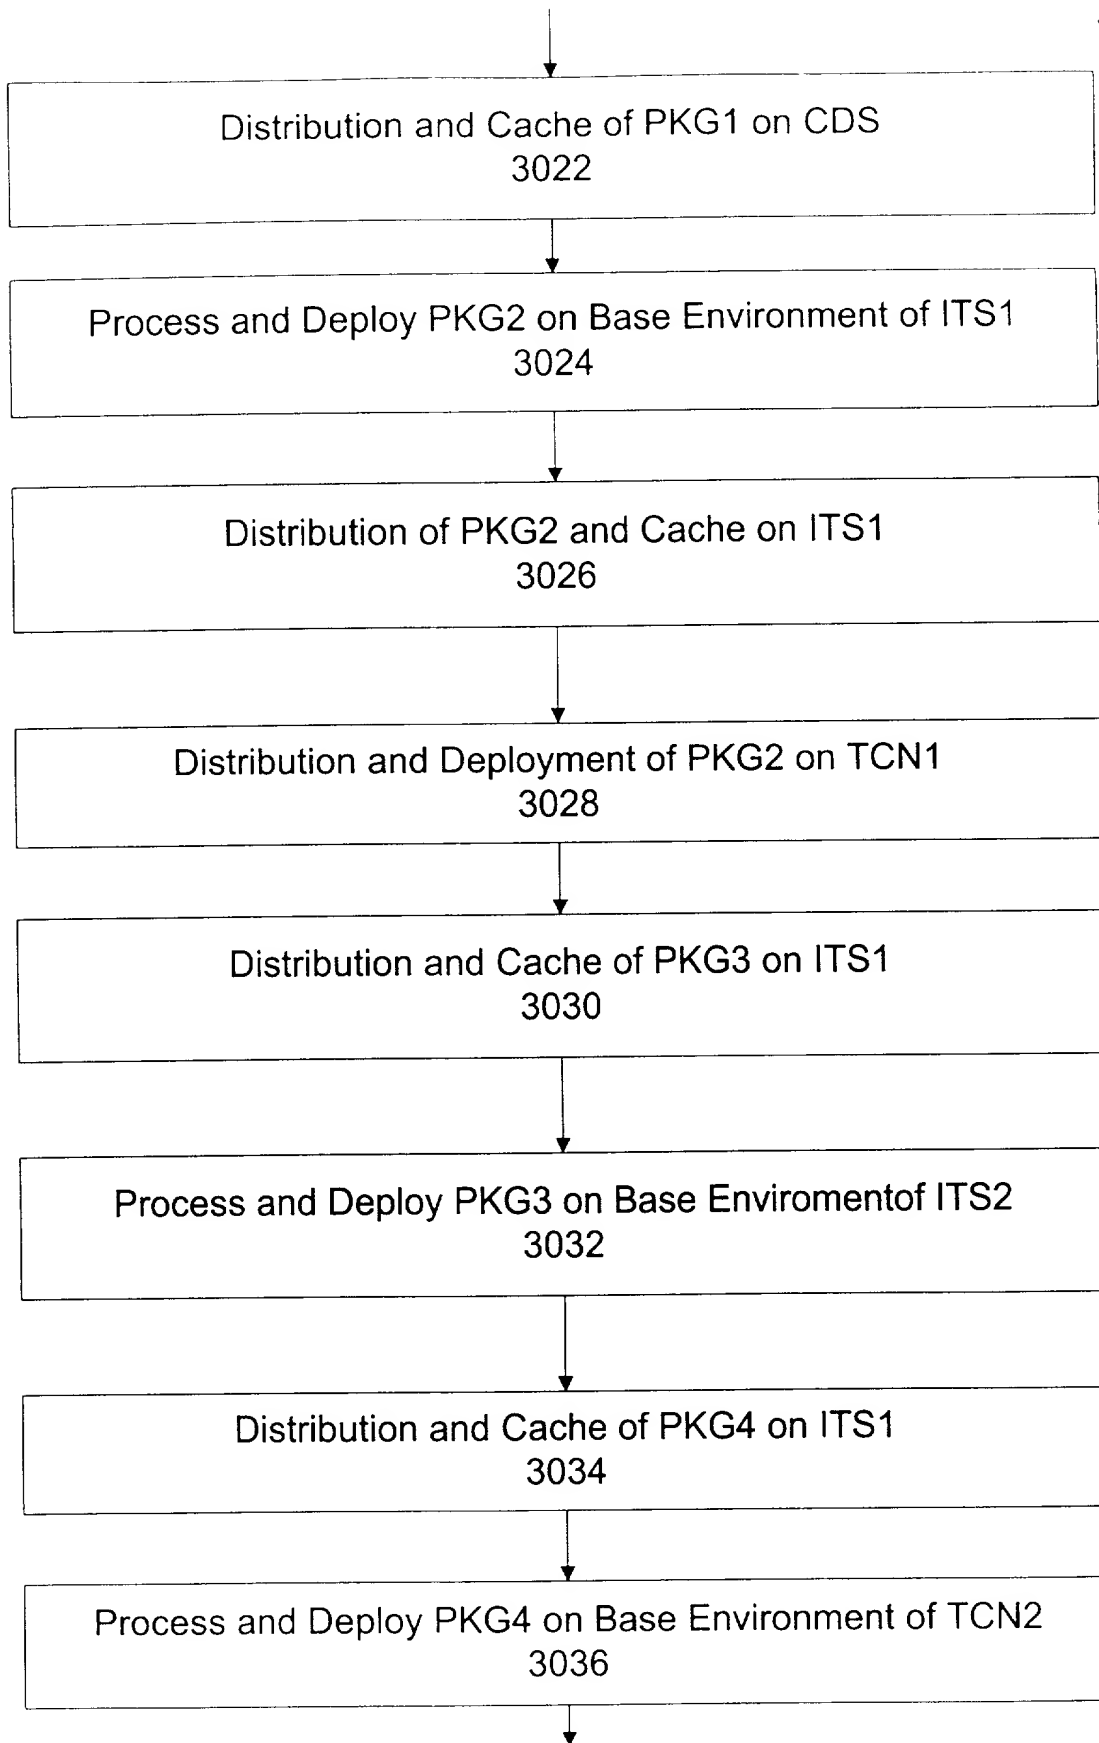 Distribution and Cache of PKG1 on CDS
3022
Process and Deploy PKG2 on Base Environment of ITS1
3024
Distribution of PKG2 and Cache on ITS1
3026
Distribution and Deployment of PKG2 on TCN1
3028
Distribution and Cache of PKG3 on ITS1
3030
Process and Deploy PKG3 on Base Enviromentof ITS2
3032
Distribution and Cache of PKG4 on ITS1
3034
Process and Deploy PKG4 on Base Environment of TCN2
3036